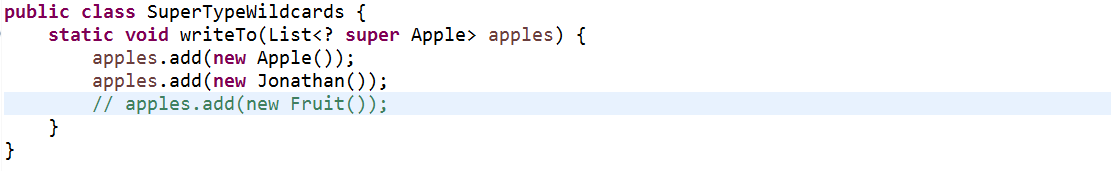 public class SuperTypeWildcards {
    static void writeTo(List<? super Apple> apples) {
        apples.add(new Apple());
        apples.add(new Jonathan());
        // apples.add(new Fruit());
    }
}